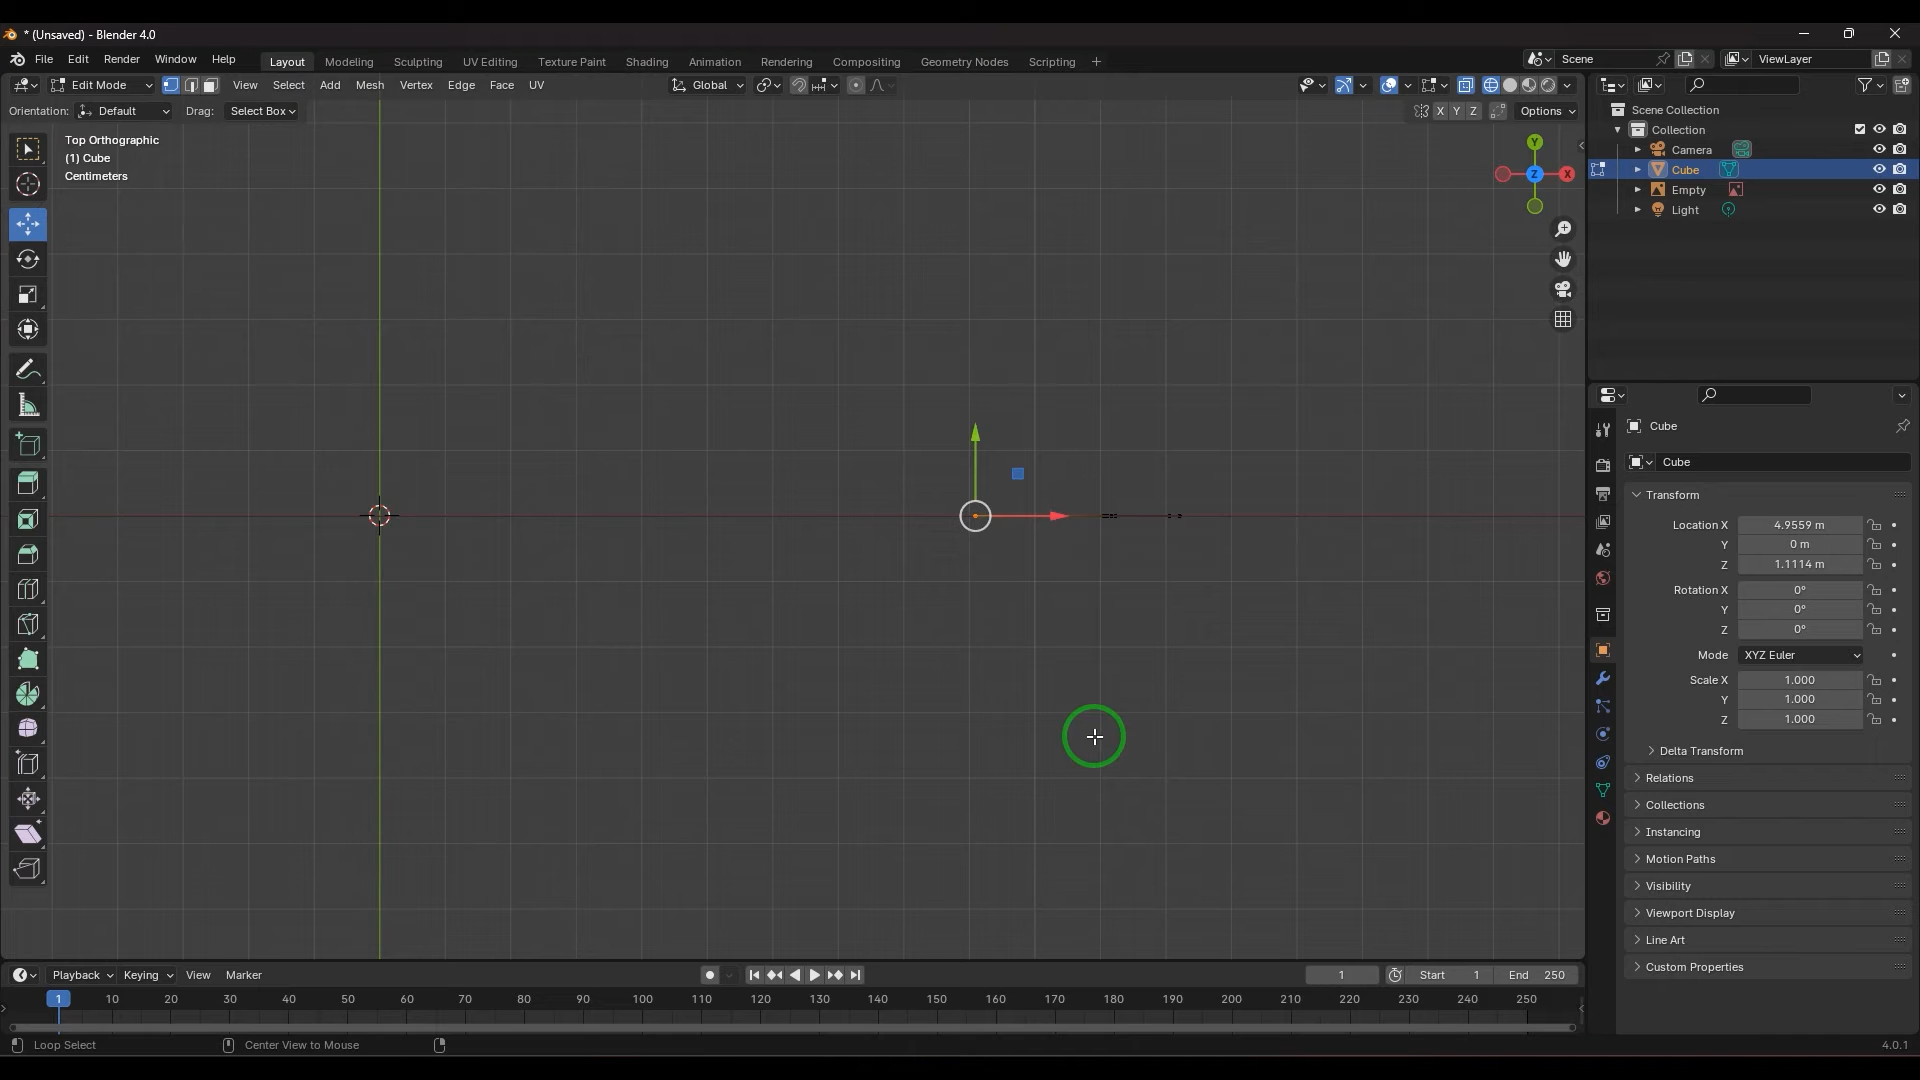 * (Unsaved) - Blender 4.0
File Edit Render Window Help Layout Modeling Sculpting UV Editing Texture Paint Shading Animation Rendering Compositing Geometry Nodes Scripting + Scene ViewLayer
Edit Mode View Select Add Mesh Vertex Edge Face UV Global
Orientation: Default Drag: Select Box X Y Z Options
Top Orthographic
(1) Cube
Centimeters
Y
Z X
Scene Collection
Collection
Camera
Cube
Empty
Light
Cube
Cube
Transform
Location X 4.9559 m
Y 0 m
Z 1.1114 m
Rotation X 0°
Y 0°
Z 0°
Mode XYZ Euler
Scale X 1.000
Y 1.000
Z 1.000
Delta Transform
Relations
Collections
Instancing
Motion Paths
Visibility
Viewport Display
Line Art
Custom Properties
Playback Keying View Marker 1 Start 1 End 250
1 10 20 30 40 50 60 70 80 90 100 110 120 130 140 150 160 170 180 190 200 210 220 230 240 250
Loop Select Center View to Mouse 4.0.1